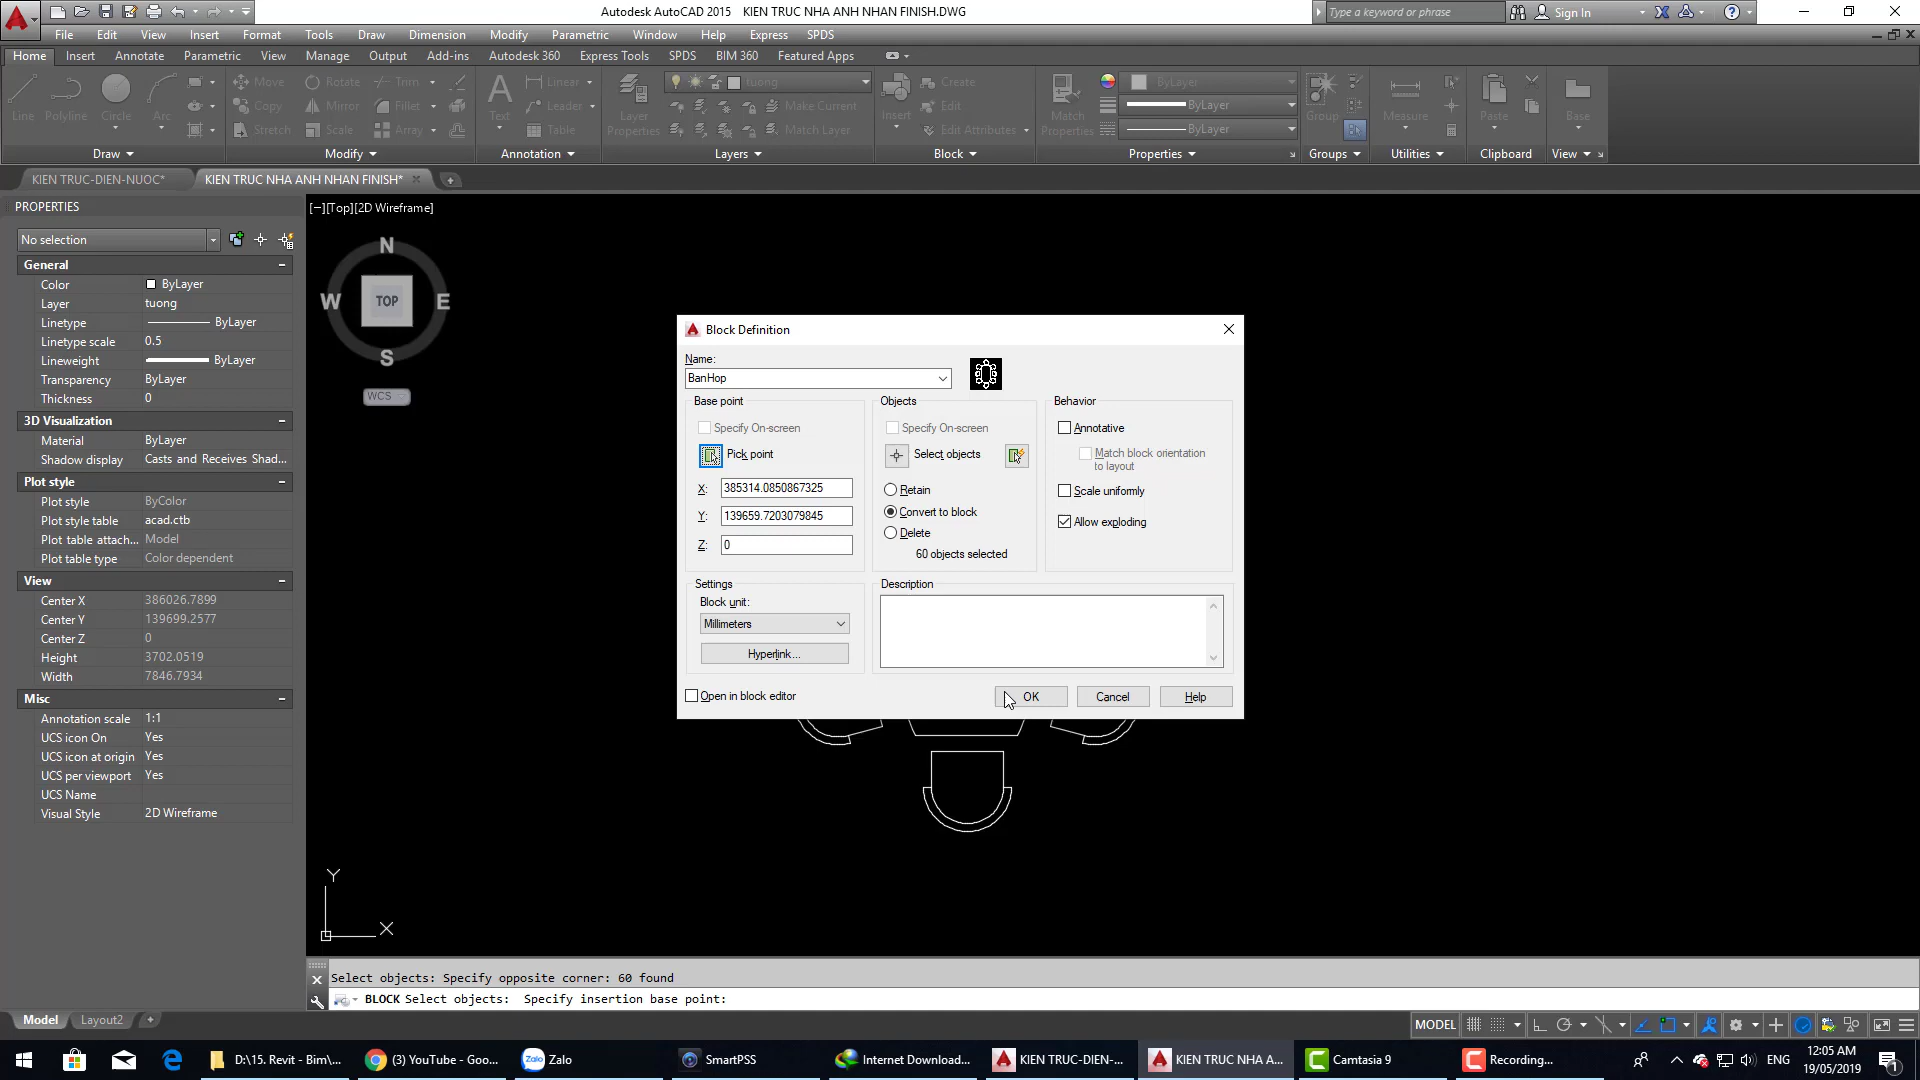 Autodesk AutoCAD 2015 KIEN TRUC NHA ANH NHAN FINISH.DWG
Type a keyword or phrase
Sign In
File Edit View Insert Format Tools Draw Dimension Modify Parametric Window Help Express SPDS
Home Insert Annotate Parametric View Manage Output Add-ins Autodesk 360 Express Tools SPDS BIM 360 Featured Apps
Line
Polyline
Circle
Arc
Move
Rotate
Trim
Copy
Mirror
Fillet
Stretch
Scale
Array
Text
Linear
Leader
Table
Layer
Properties
tuong
Make Current
Match Layer
Insert
Create
Edit
Edit Attributes
Match
Properties
ByLayer
ByLayer
ByLayer
Group
Measure
Paste
Base
Draw Modify Annotation Layers Block Properties Groups Utilities Clipboard View
KIEN TRUC-DIEN-NUOC*
KIEN TRUC NHA ANH NHAN FINISH*
PROPERTIES
No selection
General
Color ByLayer
Layer tuong
Linetype ByLayer
Linetype scale 0.5
Lineweight ByLayer
Transparency ByLayer
Thickness 0
3D Visualization
Material ByLayer
Shadow display Casts and Receives Shad...
Plot style
Plot style ByColor
Plot style table acad.ctb
Plot table attach... Model
Plot table type Color dependent
View
Center X 386026.7899
Center Y 139699.2577
Center Z 0
Height 3702.0519
Width 7846.7934
Misc
Annotation scale 1:1
UCS icon On Yes
UCS icon at origin Yes
UCS per viewport Yes
UCS Name
Visual Style 2D Wireframe
[−][Top][2D Wireframe]
N
W
TOP
E
S
WCS
Block Definition
Name:
BanHop
Base point
Specify On-screen
Pick point
X: 385314.0850867325
Y: 139659.7203079845
Z: 0
Objects
Specify On-screen
Select objects
Retain
Convert to block
Delete
60 objects selected
Behavior
Annotative
Match block orientation
to layout
Scale uniformly
Allow exploding
Settings
Block unit:
Millimeters
Hyperlink...
Description
Open in block editor
OK
Cancel
Help
Y
X
Select objects: Specify opposite corner: 60 found
BLOCK Select objects: Specify insertion base point:
Model Layout2
MODEL
D:\15. Revit - Bim\...
(3) YouTube - Goo...
Zalo
SmartPSS
Internet Download...
KIEN TRUC-DIEN-...
KIEN TRUC NHA A...
Camtasia 9
Recording...
ENG
12:05 AM
19/05/2019
1